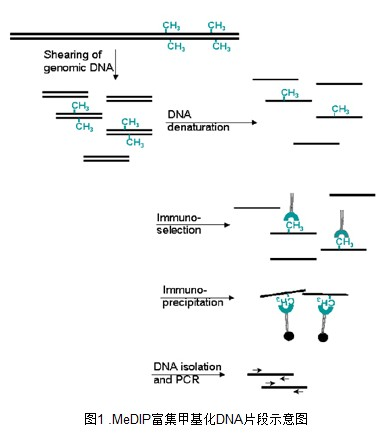 CH3 CH3
CH3 CH3
Shearing of
genomic DNA
CH3
CH3
CH3
CH3
DNA
denaturation
CH3
CH3
Immuno-
selection
CH3
CH3
Immuno-
precipitation
CH3 CH3
DNA isolation
and PCR
图1 .MeDIP富集甲基化DNA片段示意图